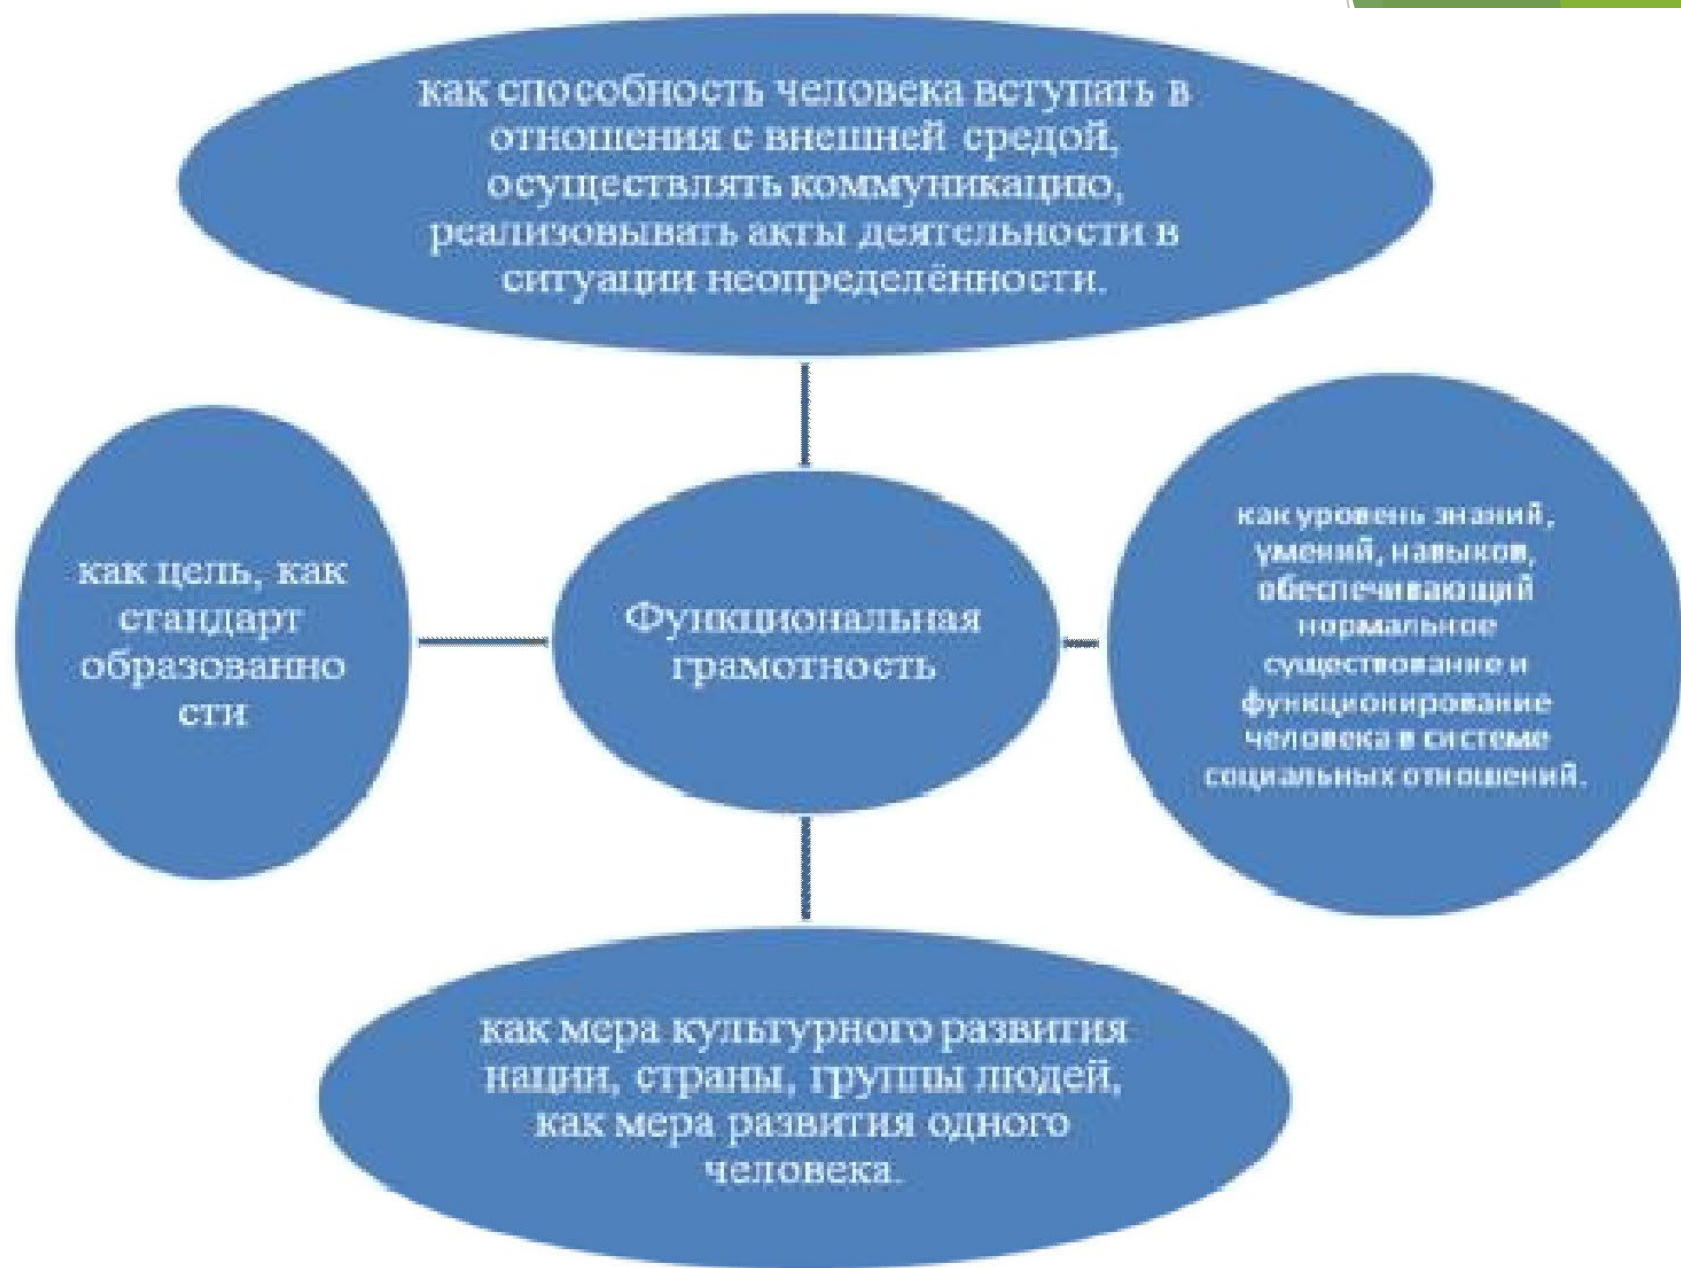 как способность человека вступать в
отношения с внешней средой,
осуществлять коммуникацию,
реализовывать акты деятельности в
ситуации неопределённости.
как цель, как
стандарт
образованно
сти
Функциональная
грамотность
как уровень знаний,
умений, навыков,
обеспечивающий
нормальное
существование и
функционирование
человека в системе
социальных отношений.
как мера культурного развития
нации, страны, группы людей,
как мера развития одного
человека.